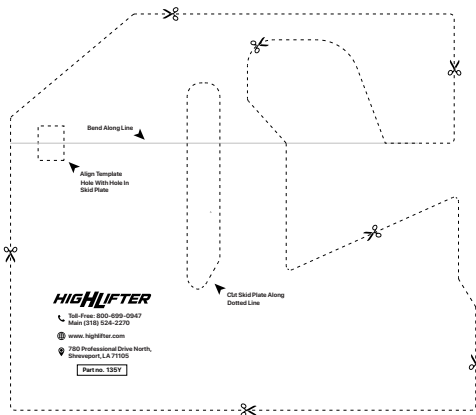 Bend Along Line
Align Template
Hole With Hole In
Skid Plate
Cut Skid Plate Along
Dotted Line
HIGHLIFTER
Toll-Free: 800-699-0947
Main (318) 524-2270
www. highlifter.com
780 Professional Drive North,
Shreveport, LA 71105
Part no. 135Y